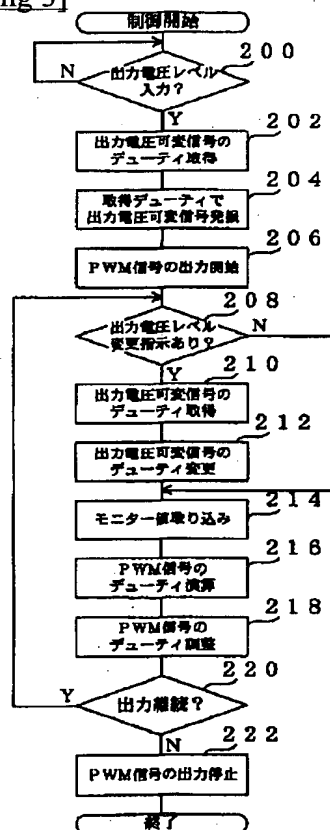 制御開始
200
出力電圧レベル
入力?
N
Y
202
出力電圧可変信号の
デューティ取得
204
取得デューティで
出力電圧可変信号発振
206
PWM信号の出力開始
208
出力電圧レベル
変更指示あり?
N
Y
210
出力電圧可変信号の
デューティ取得
212
出力電圧可変信号の
デューティ変更
214
モニター値取り込み
216
PWM信号の
デューティ演算
218
PWM信号の
デューティ調整
220
出力継続?
Y
N
222
PWM信号の出力停止
終了